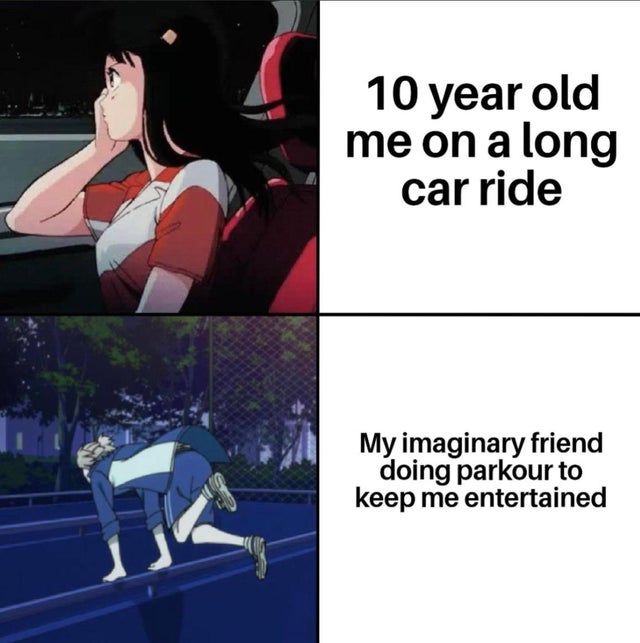 10 year old
me on a long
car ride
My imaginary friend
doing parkour to
keep me entertained